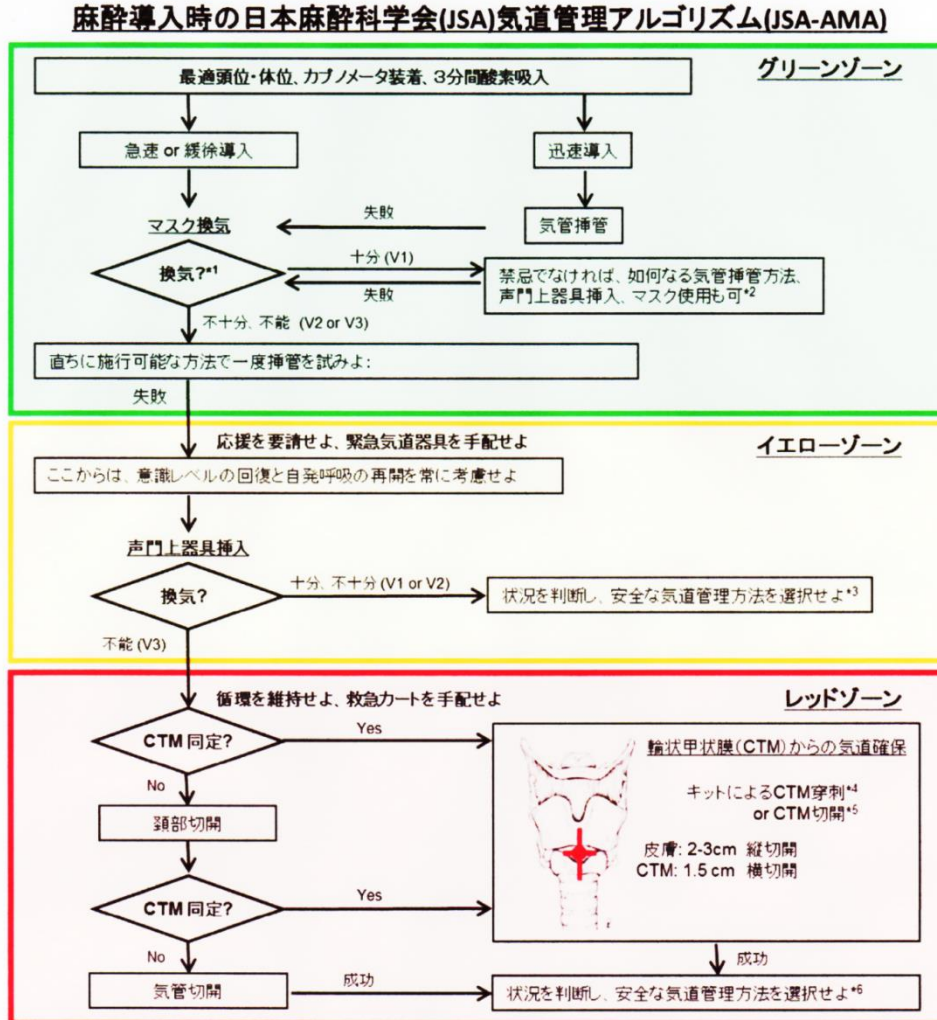 麻酔導入時の日本麻酔科学会(JSA)気道管理アルゴリズム(JSA-AMA)
グリーンゾーン
最適頭位・体位、カプノメータ装着、3分間酸素吸入
急速 or 緩徐導入
迅速導入
失敗
気管挿管
マスク換気
換気?*1
十分 (V1)
失敗
禁忌でなければ、如何なる気管挿管方法、
声門上器具挿入、マスク使用も可*2
不十分、不能 (V2 or V3)
直ちに施行可能な方法で一度挿管を試みよ:
失敗
イエローゾーン
応援を要請せよ、緊急気道器具を手配せよ
ここからは、意識レベルの回復と自発呼吸の再開を常に考慮せよ
声門上器具挿入
換気?
十分、不十分 (V1 or V2)
状況を判断し、安全な気道管理方法を選択せよ*3
不能 (V3)
レッドゾーン
循環を維持せよ、救急カートを手配せよ
CTM 同定?
Yes
輪状甲状膜(CTM)からの気道確保
キットによるCTM穿刺*4
or CTM切開*5
皮膚: 2-3cm 縦切開
CTM: 1.5 cm 横切開
No
頚部切開
CTM 同定?
Yes
No
成功
気管切開
成功
状況を判断し、安全な気道管理方法を選択せよ*6